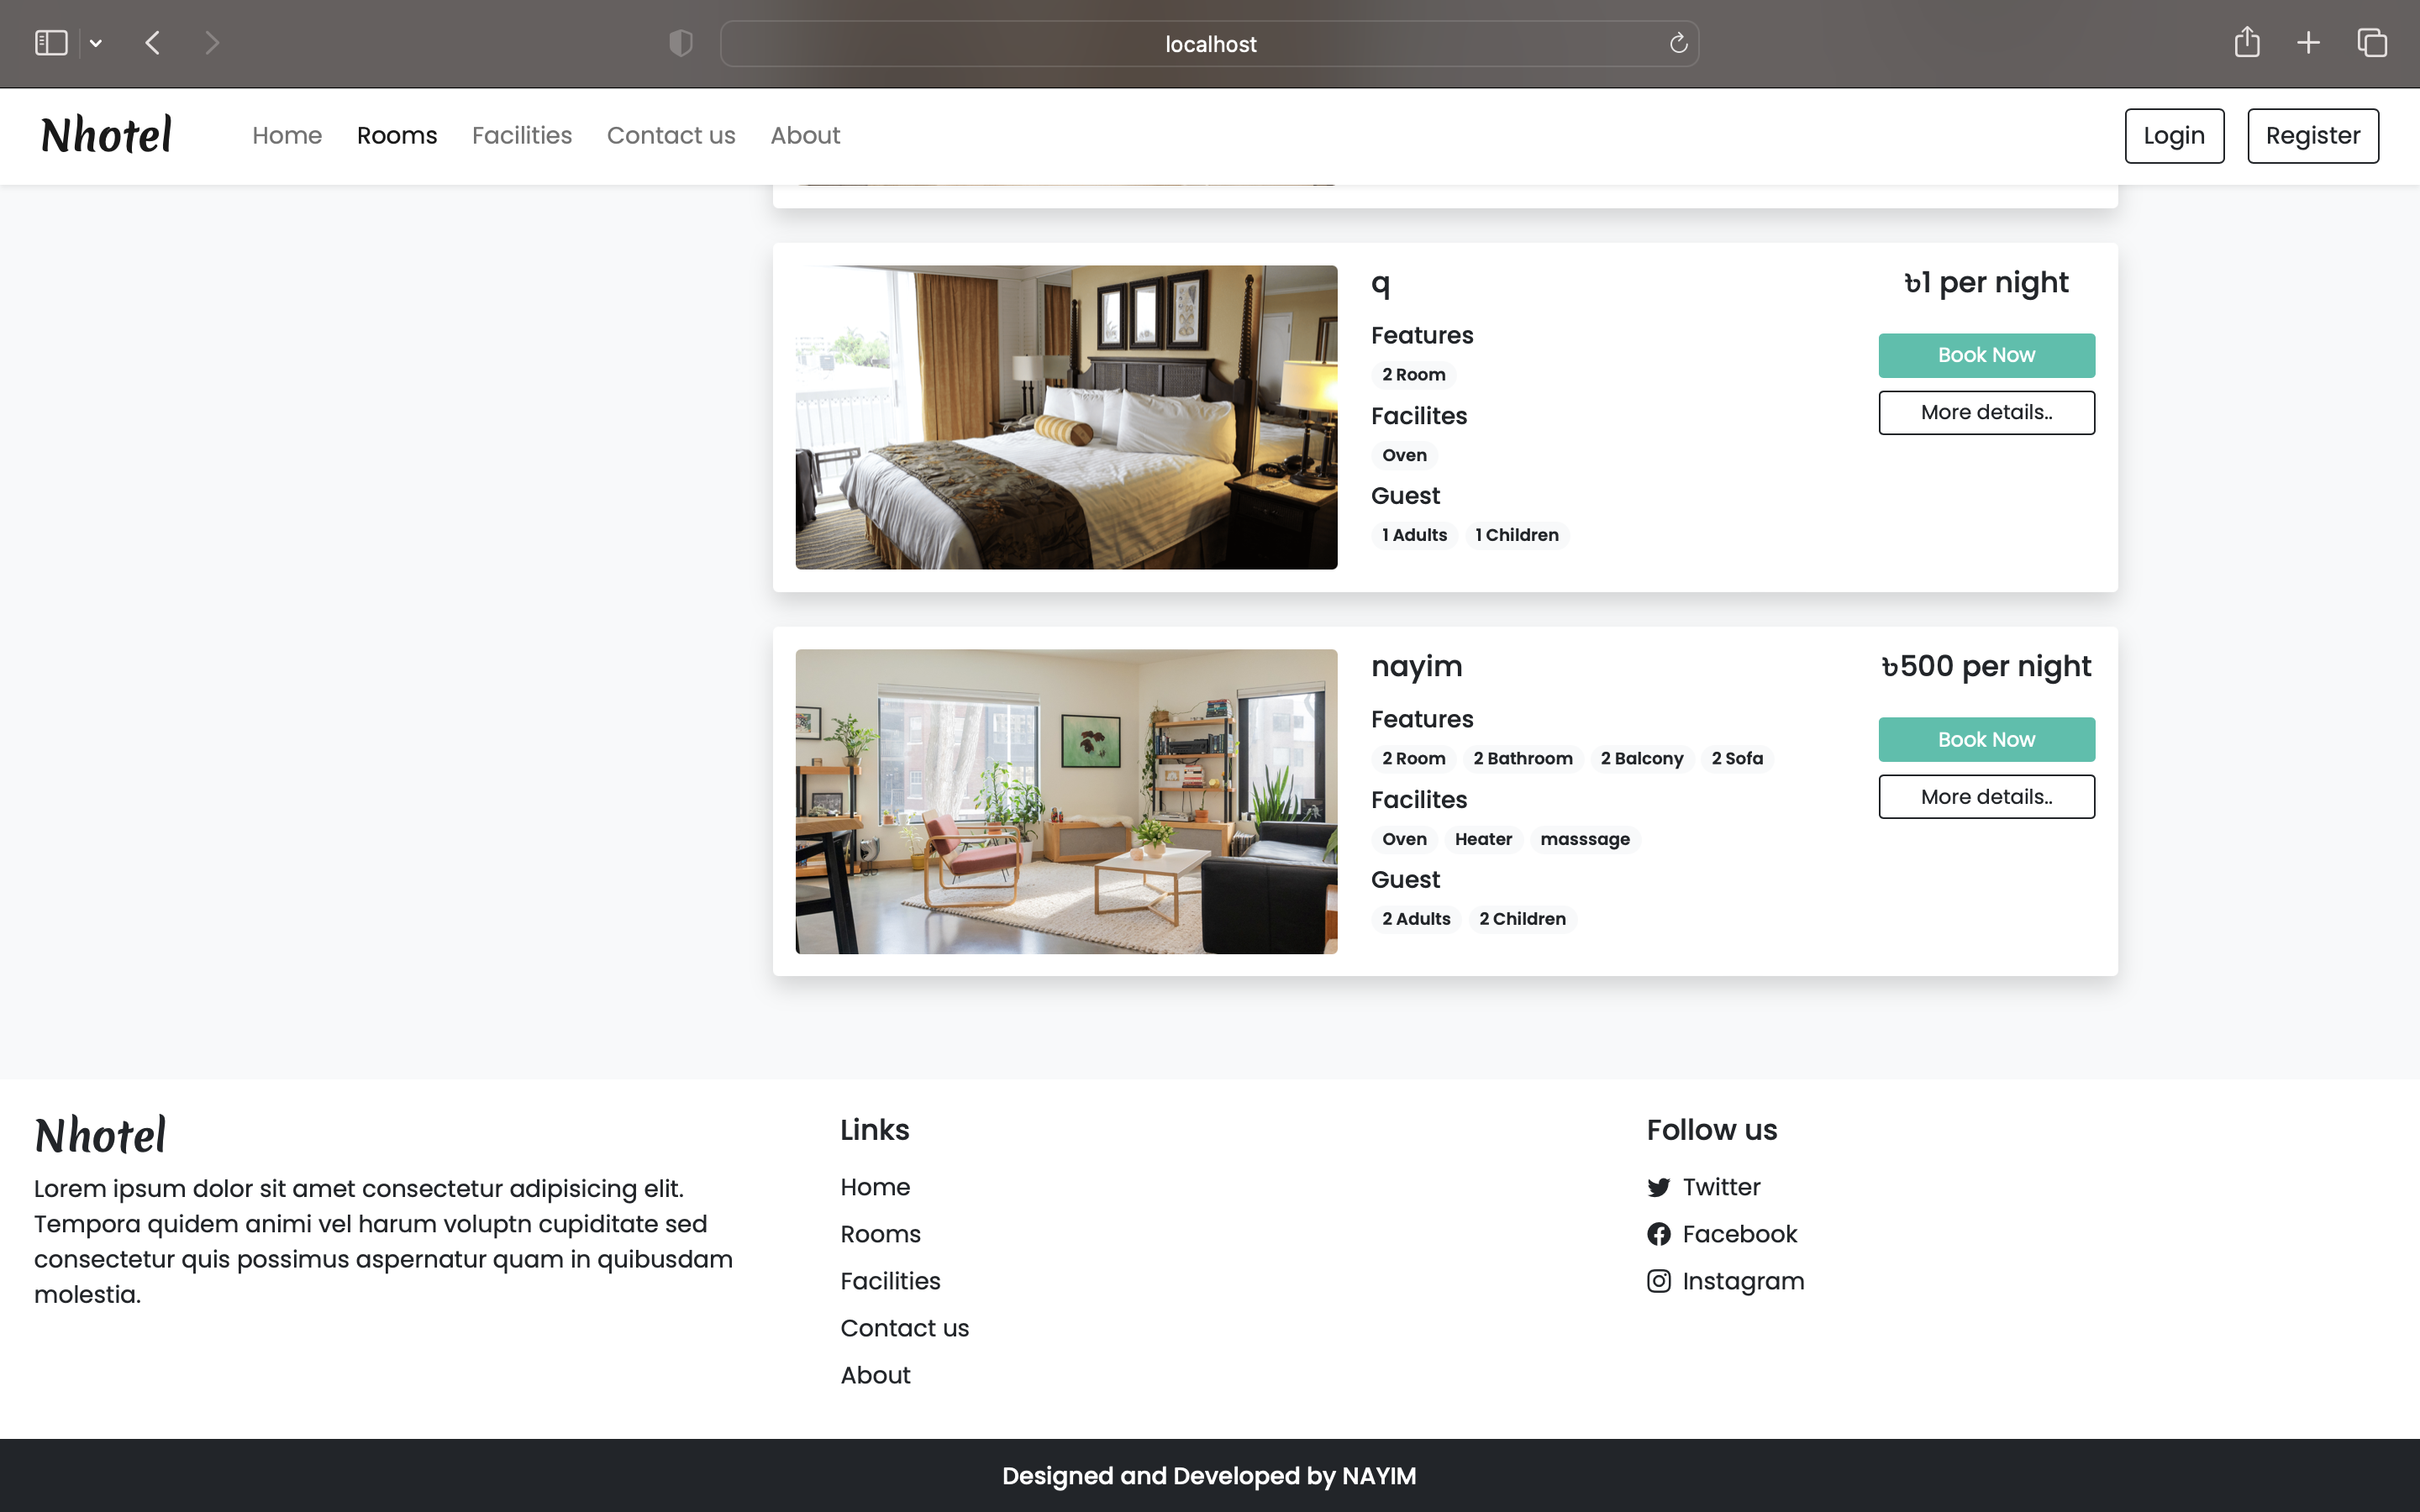 localhost
Nhotel Home Rooms Facilities Contact us About Login Register
q
৳1 per night
Features
2 Room
Facilites
Oven
Guest
1 Adults 1 Children
Book Now
More details..
nayim
৳500 per night
Features
2 Room 2 Bathroom 2 Balcony 2 Sofa
Facilites
Oven Heater masssage
Guest
2 Adults 2 Children
Book Now
More details..
Nhotel
Lorem ipsum dolor sit amet consectetur adipisicing elit.
Tempora quidem animi vel harum voluptn cupiditate sed
consectetur quis possimus aspernatur quam in quibusdam
molestia.
Links
Home
Rooms
Facilities
Contact us
About
Follow us
Twitter
Facebook
Instagram
Designed and Developed by NAYIM